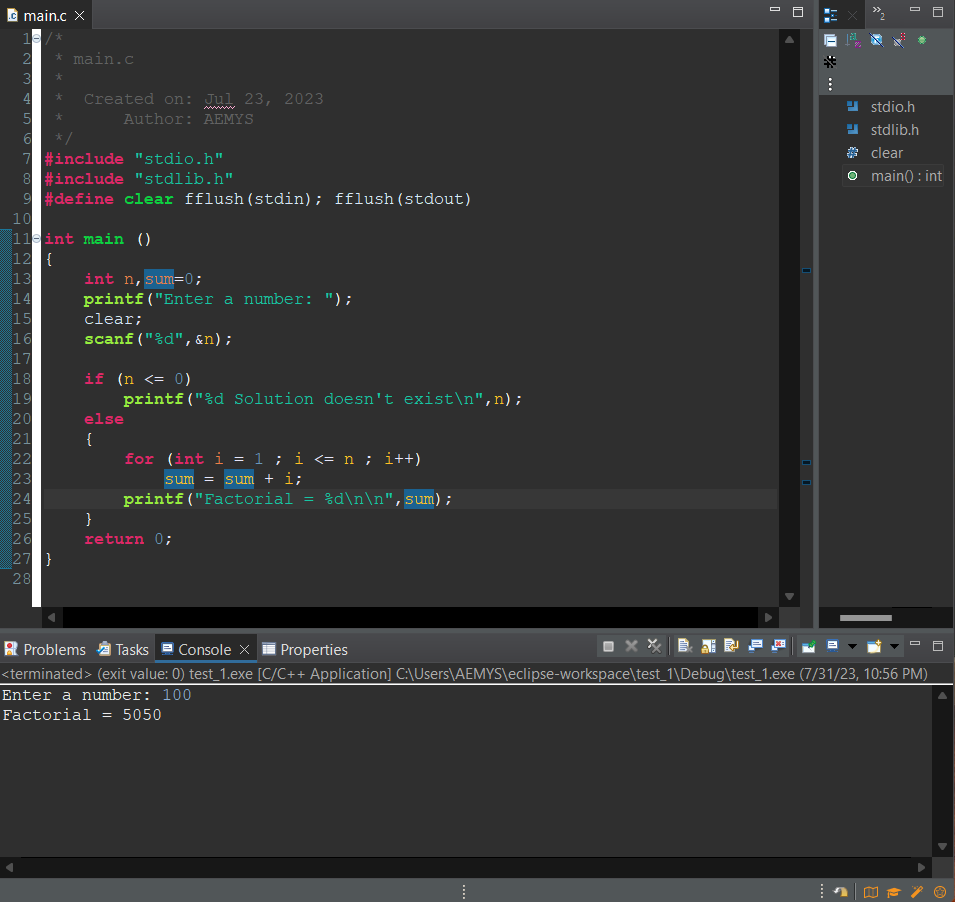 main.c
2
1 /*
2  * main.c
3  *
4  *  Created on: Jul 23, 2023
5  *      Author: AEMYS
6  */
7 #include "stdio.h"
8 #include "stdlib.h"
9 #define clear fflush(stdin); fflush(stdout)
10
11 int main ()
12 {
13     int n,sum=0;
14     printf("Enter a number: ");
15     clear;
16     scanf("%d",&n);
17
18     if (n <= 0)
19         printf("%d Solution doesn't exist\n",n);
20     else
21     {
22         for (int i = 1 ; i <= n ; i++)
23             sum = sum + i;
24         printf("Factorial = %d\n\n",sum);
25     }
26     return 0;
27 }
28
stdio.h
stdlib.h
clear
main() : int
Problems Tasks Console Properties
<terminated> (exit value: 0) test_1.exe [C/C++ Application] C:\Users\AEMYS\eclipse-workspace\test_1\Debug\test_1.exe (7/31/23, 10:56 PM)
Enter a number: 100
Factorial = 5050